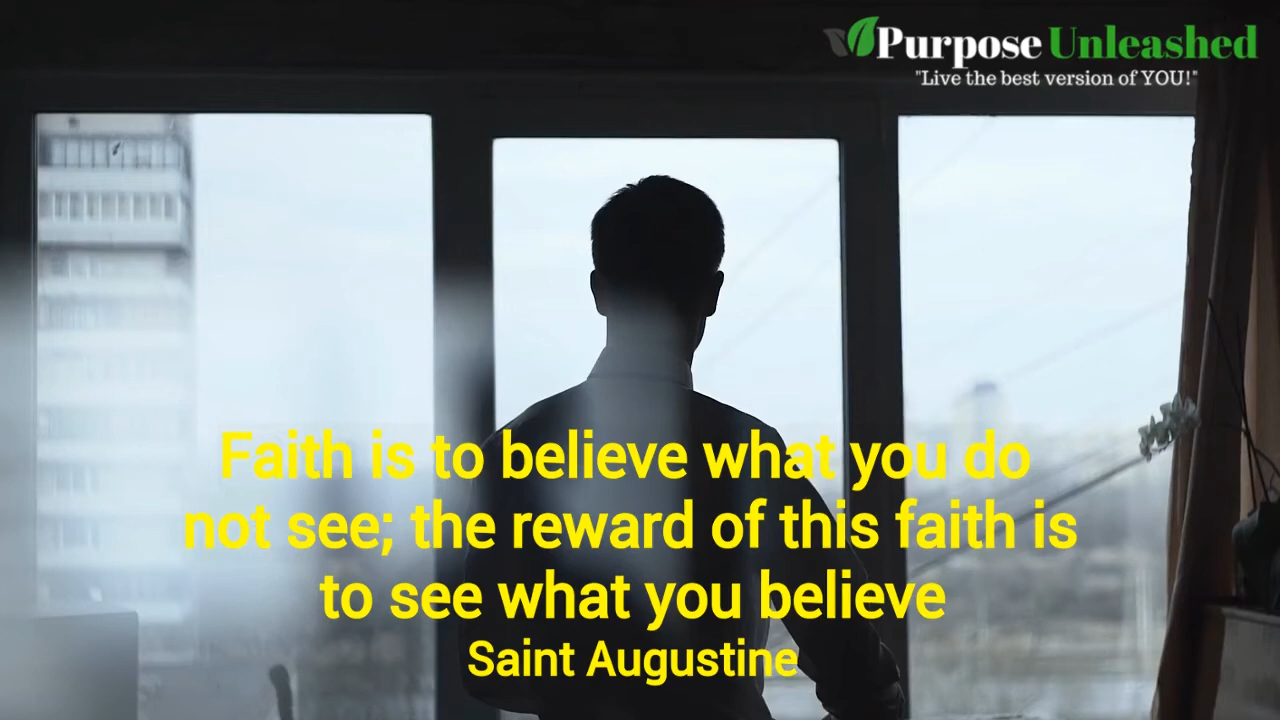 Purpose Unleashed
"Live the best version of YOU!"
Faith is to believe what you do
not see; the reward of this faith is
to see what you believe
Saint Augustine